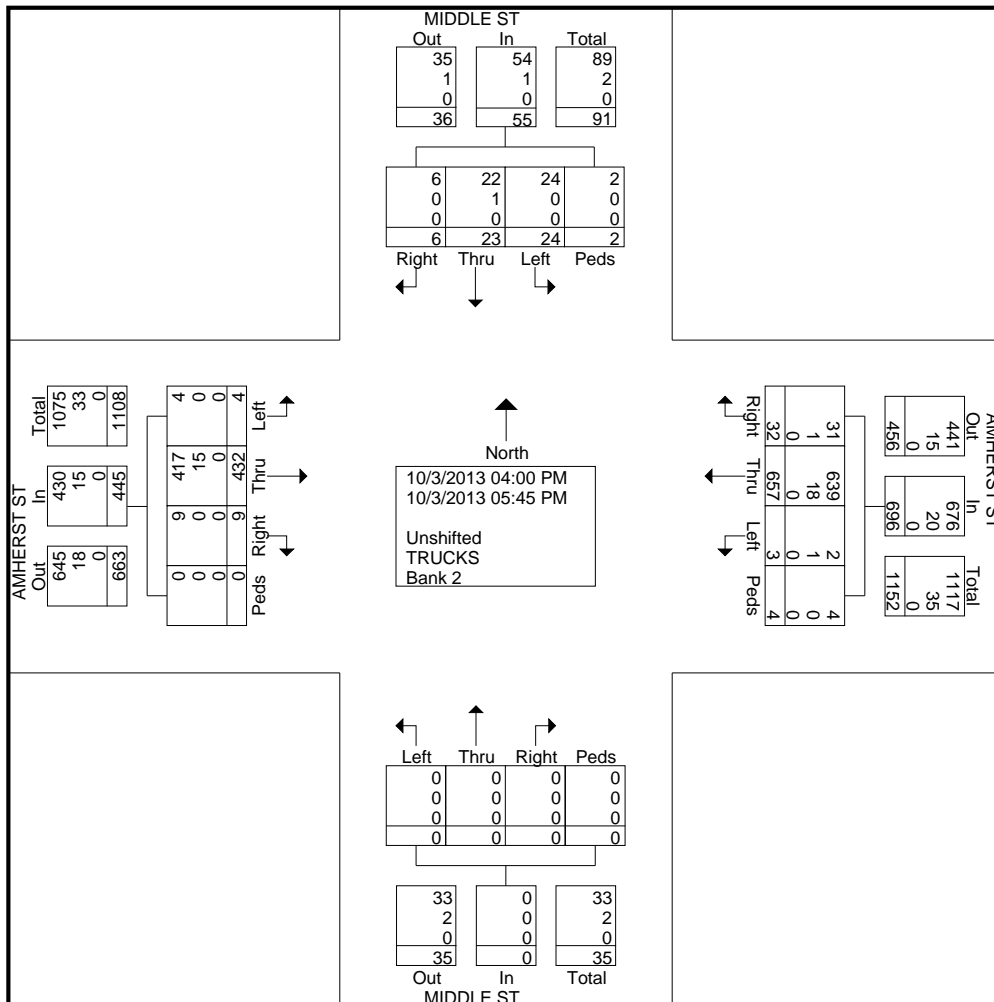 MIDDLE ST
Out In Total
35 54 89
1 1 2
0 0 0
36 55 91
6 22 24 2
0 1 0 0
0 0 0 0
6 23 24 2
Right Thru Left Peds
Total
1075
33
0
1108
In
430
15
0
445
Out
645
18
0
663
AMHERST ST
4 0 0 4
Left
417 15 0 432
Thru
9 0 0 9
Right
0 0 0 0
Peds
North
10/3/2013 04:00 PM
10/3/2013 05:45 PM
Unshifted
TRUCKS
Bank 2
Right
32 0 1 31
Thru
657 0 18 639
Left
3 0 1 2
Peds
4 0 0 4
AMHERST ST
Out
441
15
0
456
In
676
20
0
696
Total
1117
35
0
1152
Left Thru Right Peds
0 0 0 0
0 0 0 0
0 0 0 0
0 0 0 0
33 0 33
2 0 2
0 0 0
35 0 35
Out In Total
MIDDLE ST